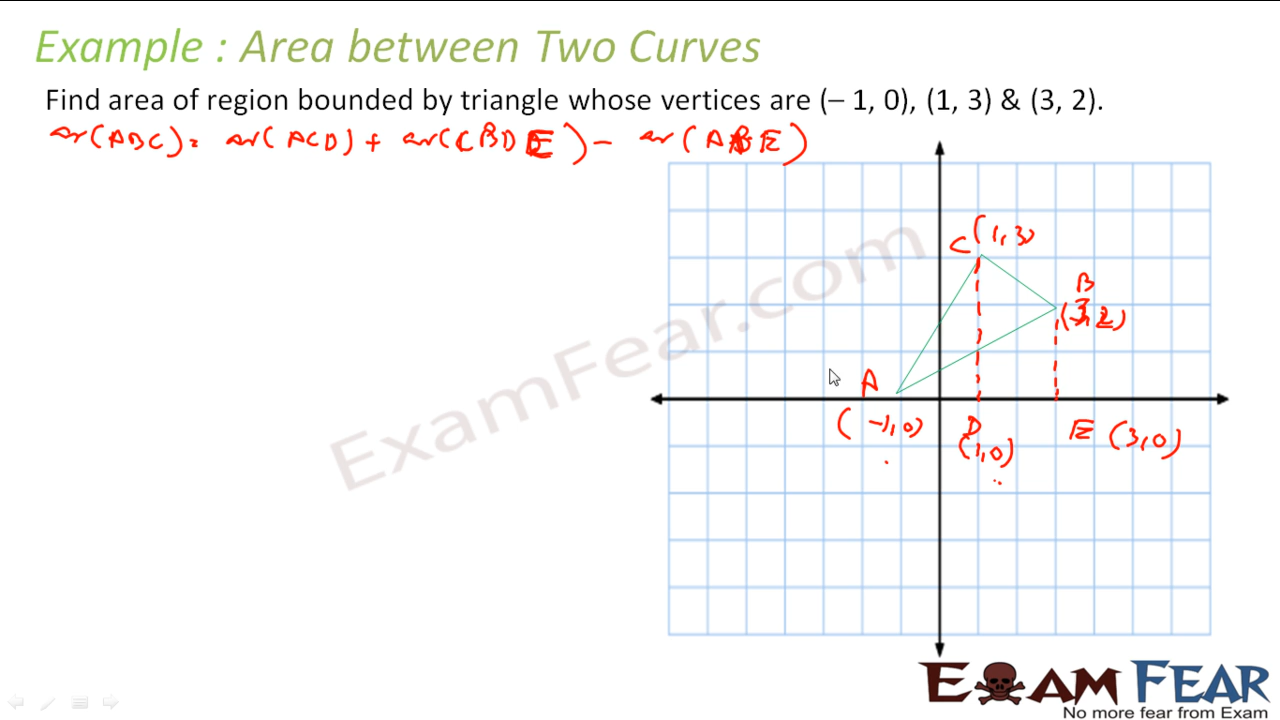 Example : Area between Two Curves
Find area of region bounded by triangle whose vertices are (– 1, 0), (1, 3) & (3, 2).
ar(ABC) = ar(ACD) + ar(CBDE) – ar(ABE)
C (1, 3)
B
(3, 2)
A
(-1, 0)
D
(1, 0)
E (3, 0)
ExamFear.com
EXAM FEAR
No more fear from Exam